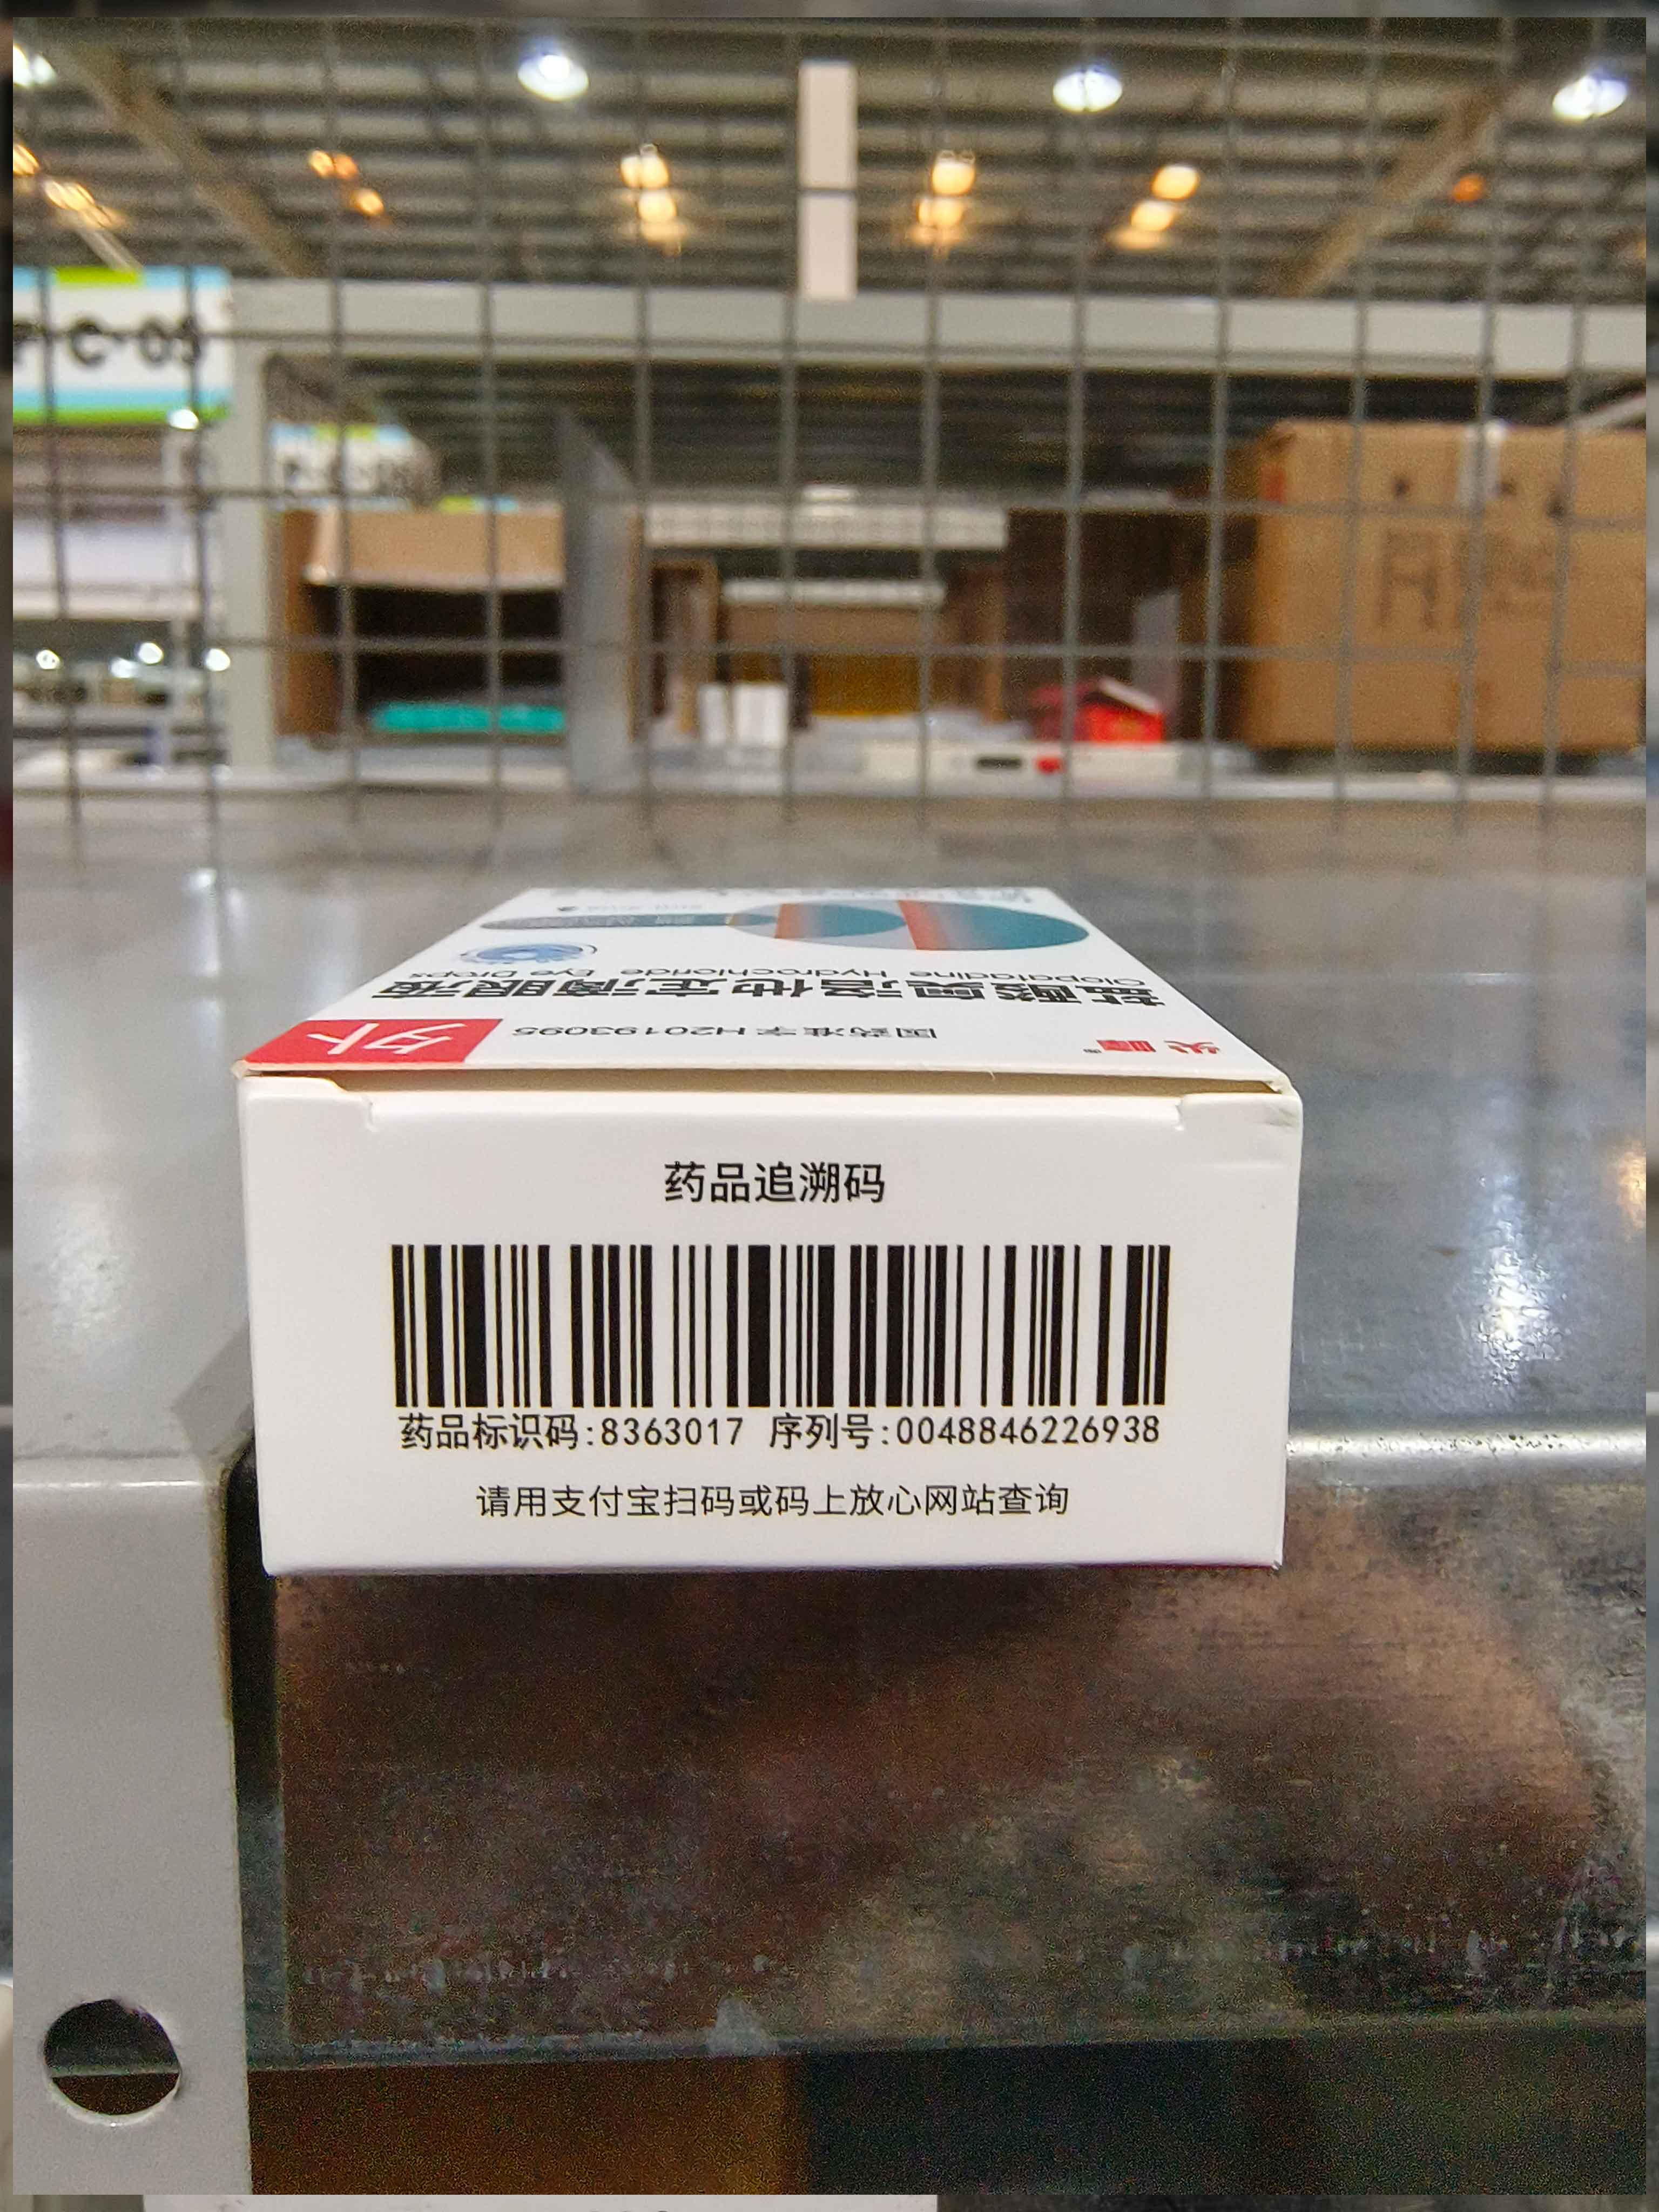 C-05
盐酸奥洛他定滴眼液
Olopatadine Hydrochloride Eye Drops
国药准字H20193095
外
药品追溯码
药品标识码:8363017 序列号:0048846226938
请用支付宝扫码或码上放心网站查询